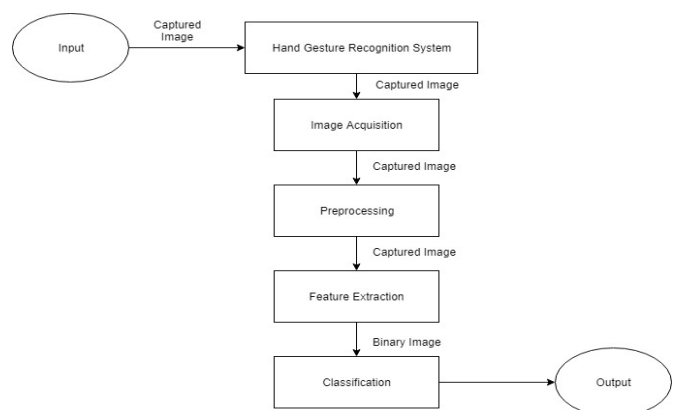 Captured
Image
Input
Hand Gesture Recognition System
Captured Image
Image Acquisition
Captured Image
Preprocessing
Captured Image
Feature Extraction
Binary Image
Classification
Output